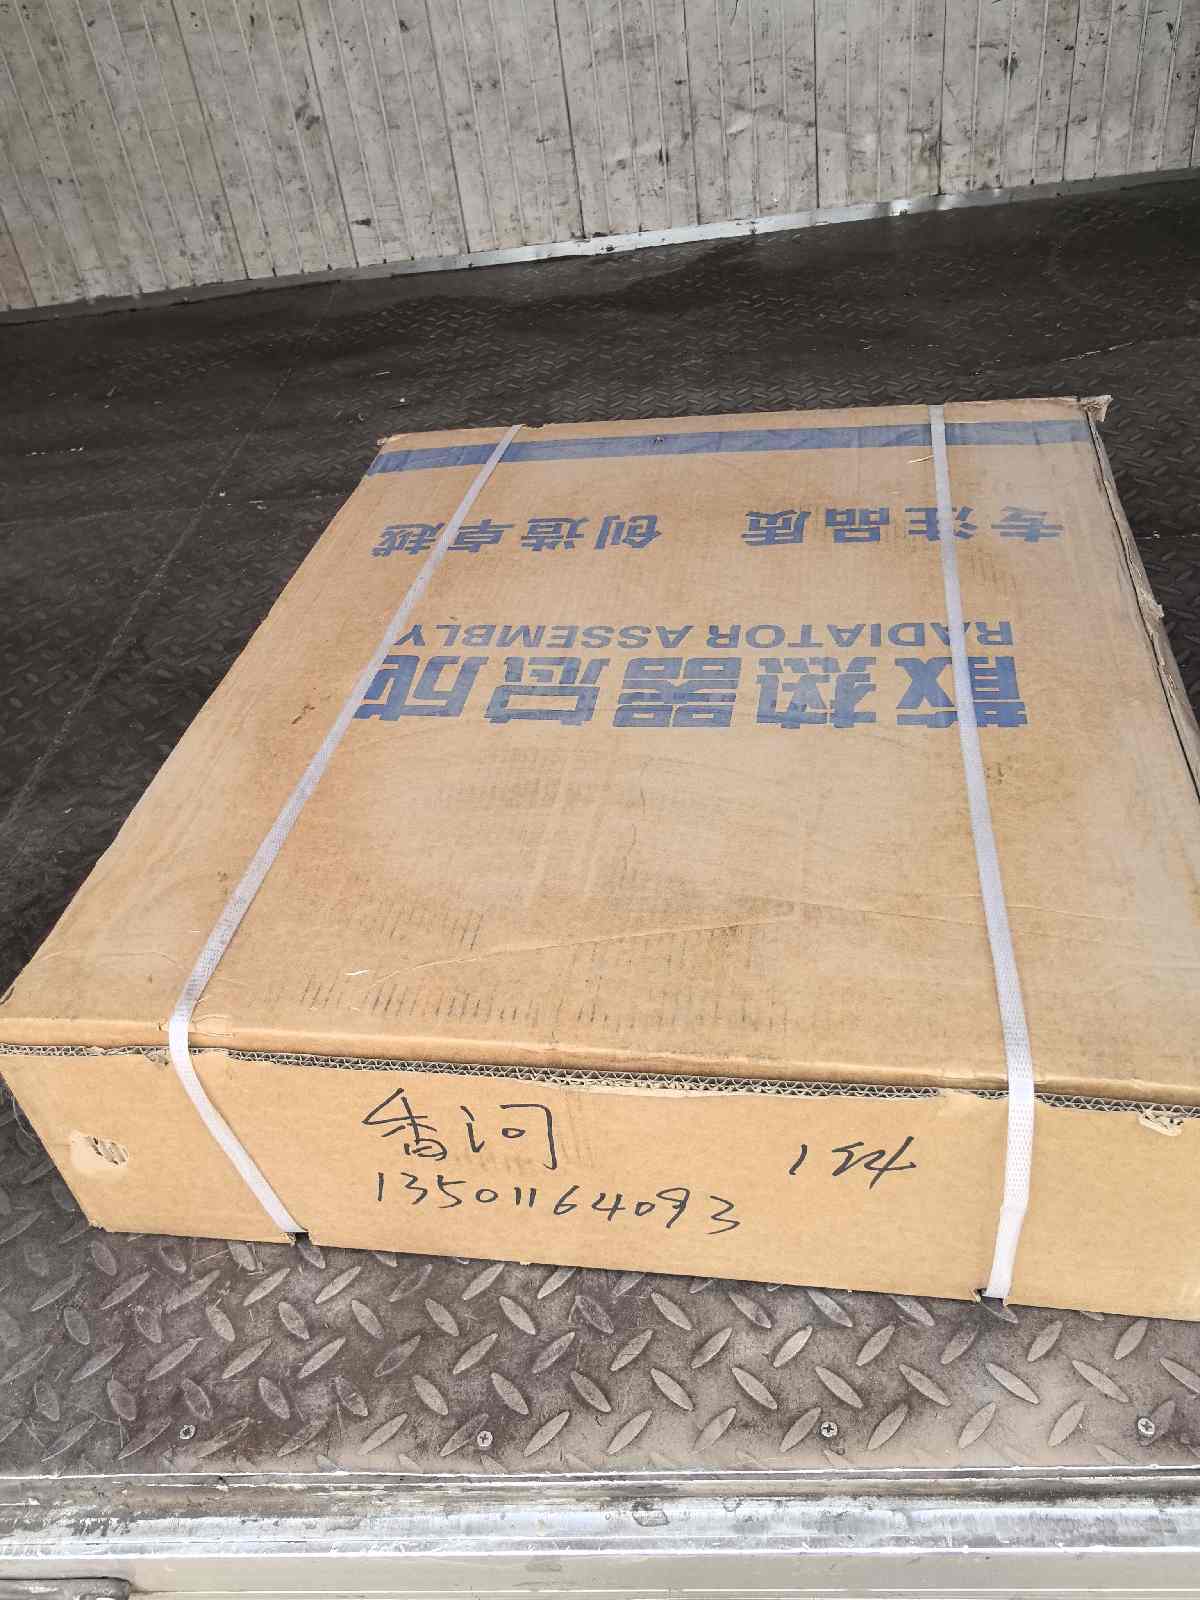 散热器总成
RADIATOR ASSEMBLY
专注品质 创造卓越
香河
13501164093
1件